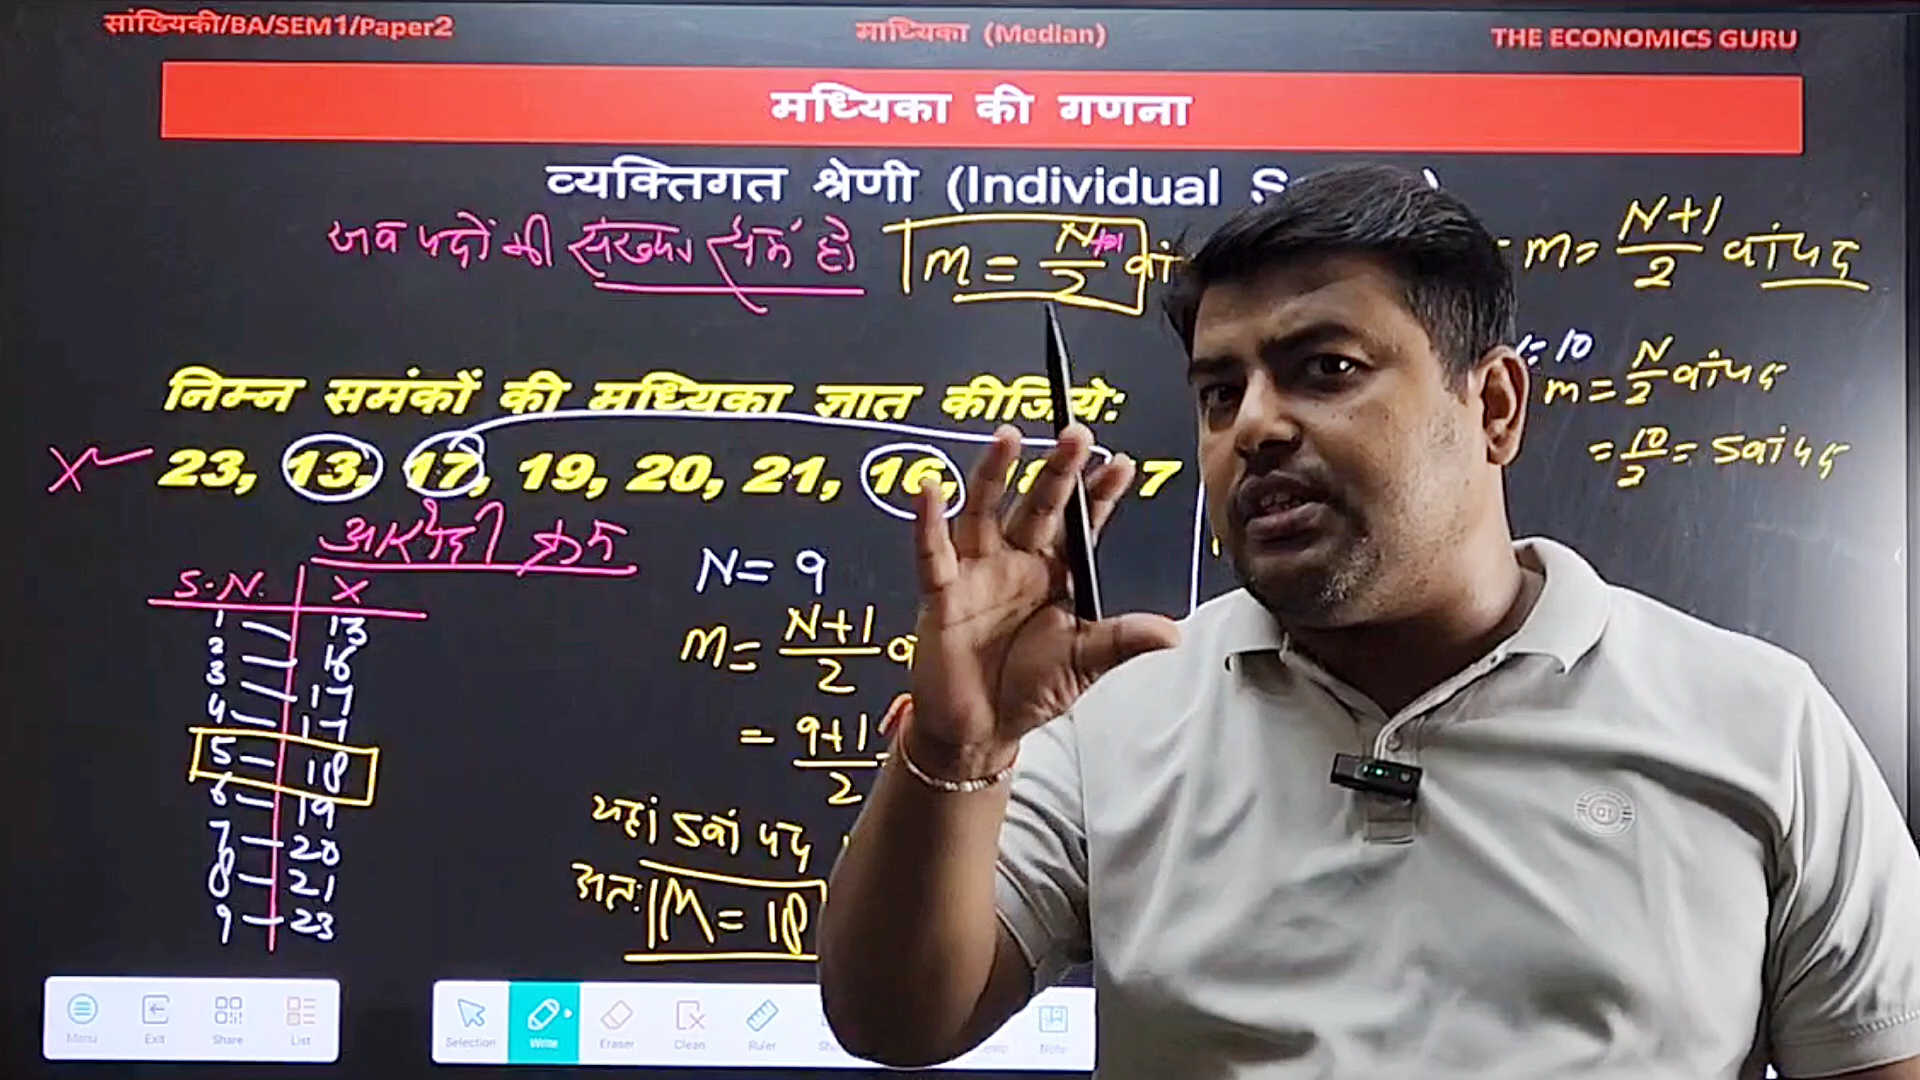 सांख्यिकी/BA/SEM1/Paper2
माध्यिका (Median)
THE ECONOMICS GURU
मध्यिका की गणना
व्यक्तिगत श्रेणी (Individual S
जब पदों की संख्या सम हो
M = N+1/2 वां
M = N+1/2 वां पद
= 10
M = N/2 वां पद
= 10/2 = 5वां पद
निम्न समंकों की मध्यिका ज्ञात कीजिये:
X 23, 13, 17, 19, 20, 21, 16, 18 7
आरोही क्रम
S.N. X
1 13
2 16
3 17
4 17
5 18
6 19
7 20
8 21
9 23
N = 9
M = N+1/2 व
= 9+1/2
यहां 5वां पद
अतः M = 18
Menu
Exit
Share
List
Selection
Write
Eraser
Clean
Ruler
Note